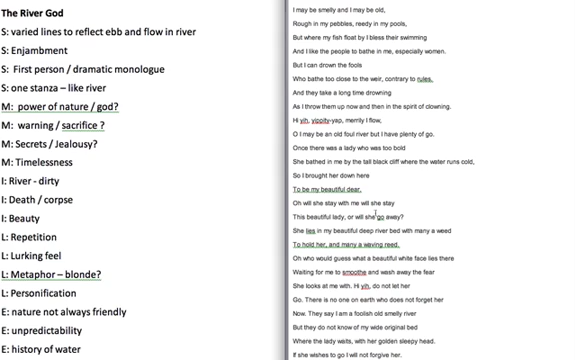 The River God
S: varied lines to reflect ebb and flow in river
S: Enjambment
S: First person / dramatic monologue
S: one stanza – like river
M: power of nature / god?
M: warning / sacrifice ?
M: Secrets / Jealousy?
M: Timelessness
I: River - dirty
I: Death / corpse
I: Beauty
L: Repetition
L: Lurking feel
L: Metaphor – blonde?
L: Personification
E: nature not always friendly
E: unpredictability
E: history of water
I may be smelly and I may be old,
Rough in my pebbles, reedy in my pools,
But where my fish float by I bless their swimming
And I like the people to bathe in me, especially women.
But I can drown the fools
Who bathe too close to the weir, contrary to rules.
And they take a long time drowning
As I throw them up now and then in the spirit of clowning.
Hi yih, yippity-yap, merrily I flow,
O I may be an old foul river but I have plenty of go.
Once there was a lady who was too bold
She bathed in me by the tall black cliff where the water runs cold,
So I brought her down here
To be my beautiful dear.
Oh will she stay with me will she stay
This beautiful lady, or will she go away?
She lies in my beautiful deep river bed with many a weed
To hold her, and many a waving reed.
Oh who would guess what a beautiful white face lies there
Waiting for me to smoothe and wash away the fear
She looks at me with. Hi yih, do not let her
Go. There is no one on earth who does not forget her
Now. They say I am a foolish old smelly river
But they do not know of my wide original bed
Where the lady waits, with her golden sleepy head.
If she wishes to go I will not forgive her.